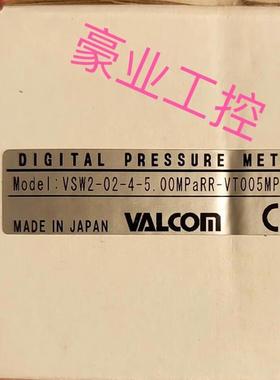 豪业工控
DIGITAL PRESSURE MET
Model:VSW2-02-4-5.00MPaRR-VT005MP
MADE IN JAPAN VALCOM C